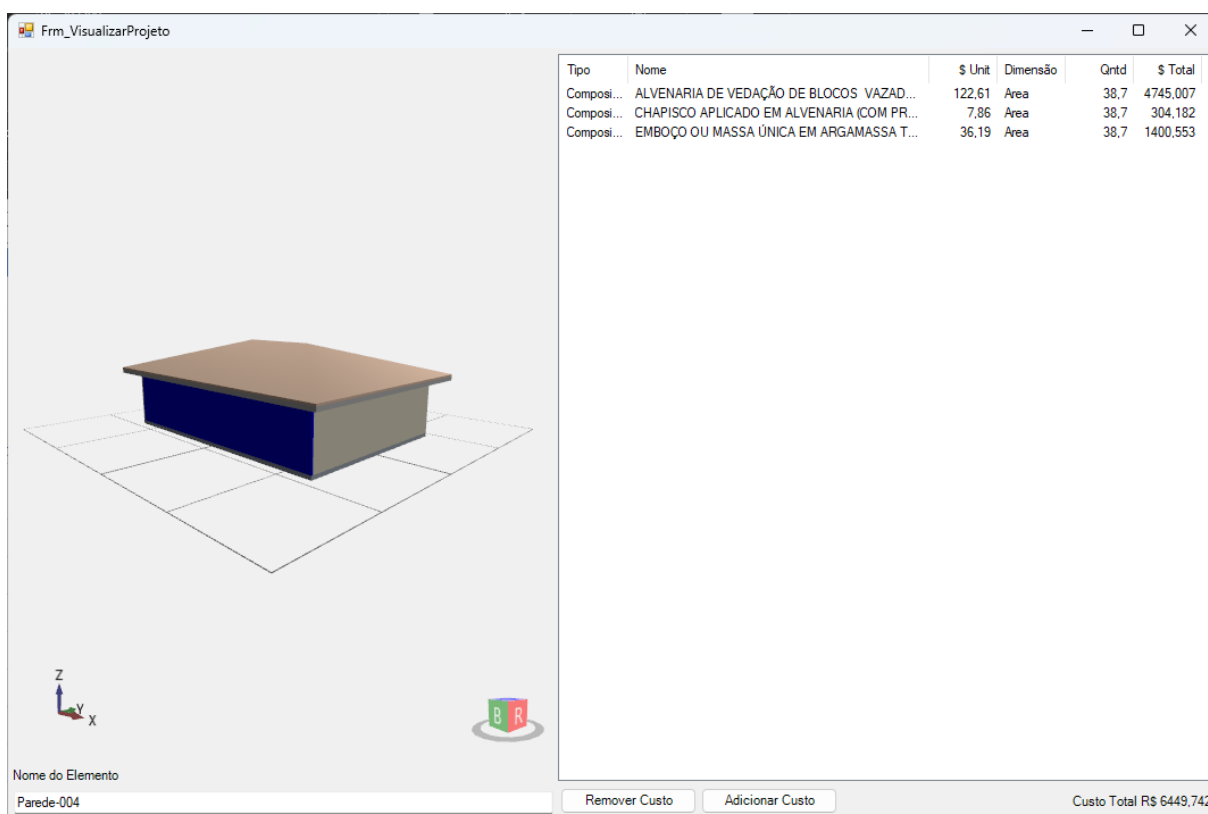 Frm_VisualizarProjeto
Tipo Nome $ Unit Dimensão Qntd $ Total
Composi... ALVENARIA DE VEDAÇÃO DE BLOCOS VAZAD... 122,61 Area 38,7 4745,007
Composi... CHAPISCO APLICADO EM ALVENARIA (COM PR... 7,86 Area 38,7 304,182
Composi... EMBOÇO OU MASSA ÚNICA EM ARGAMASSA T... 36,19 Area 38,7 1400,553
Z
Y
X
B R
Nome do Elemento
Parede-004
Remover Custo Adicionar Custo Custo Total R$ 6449,742